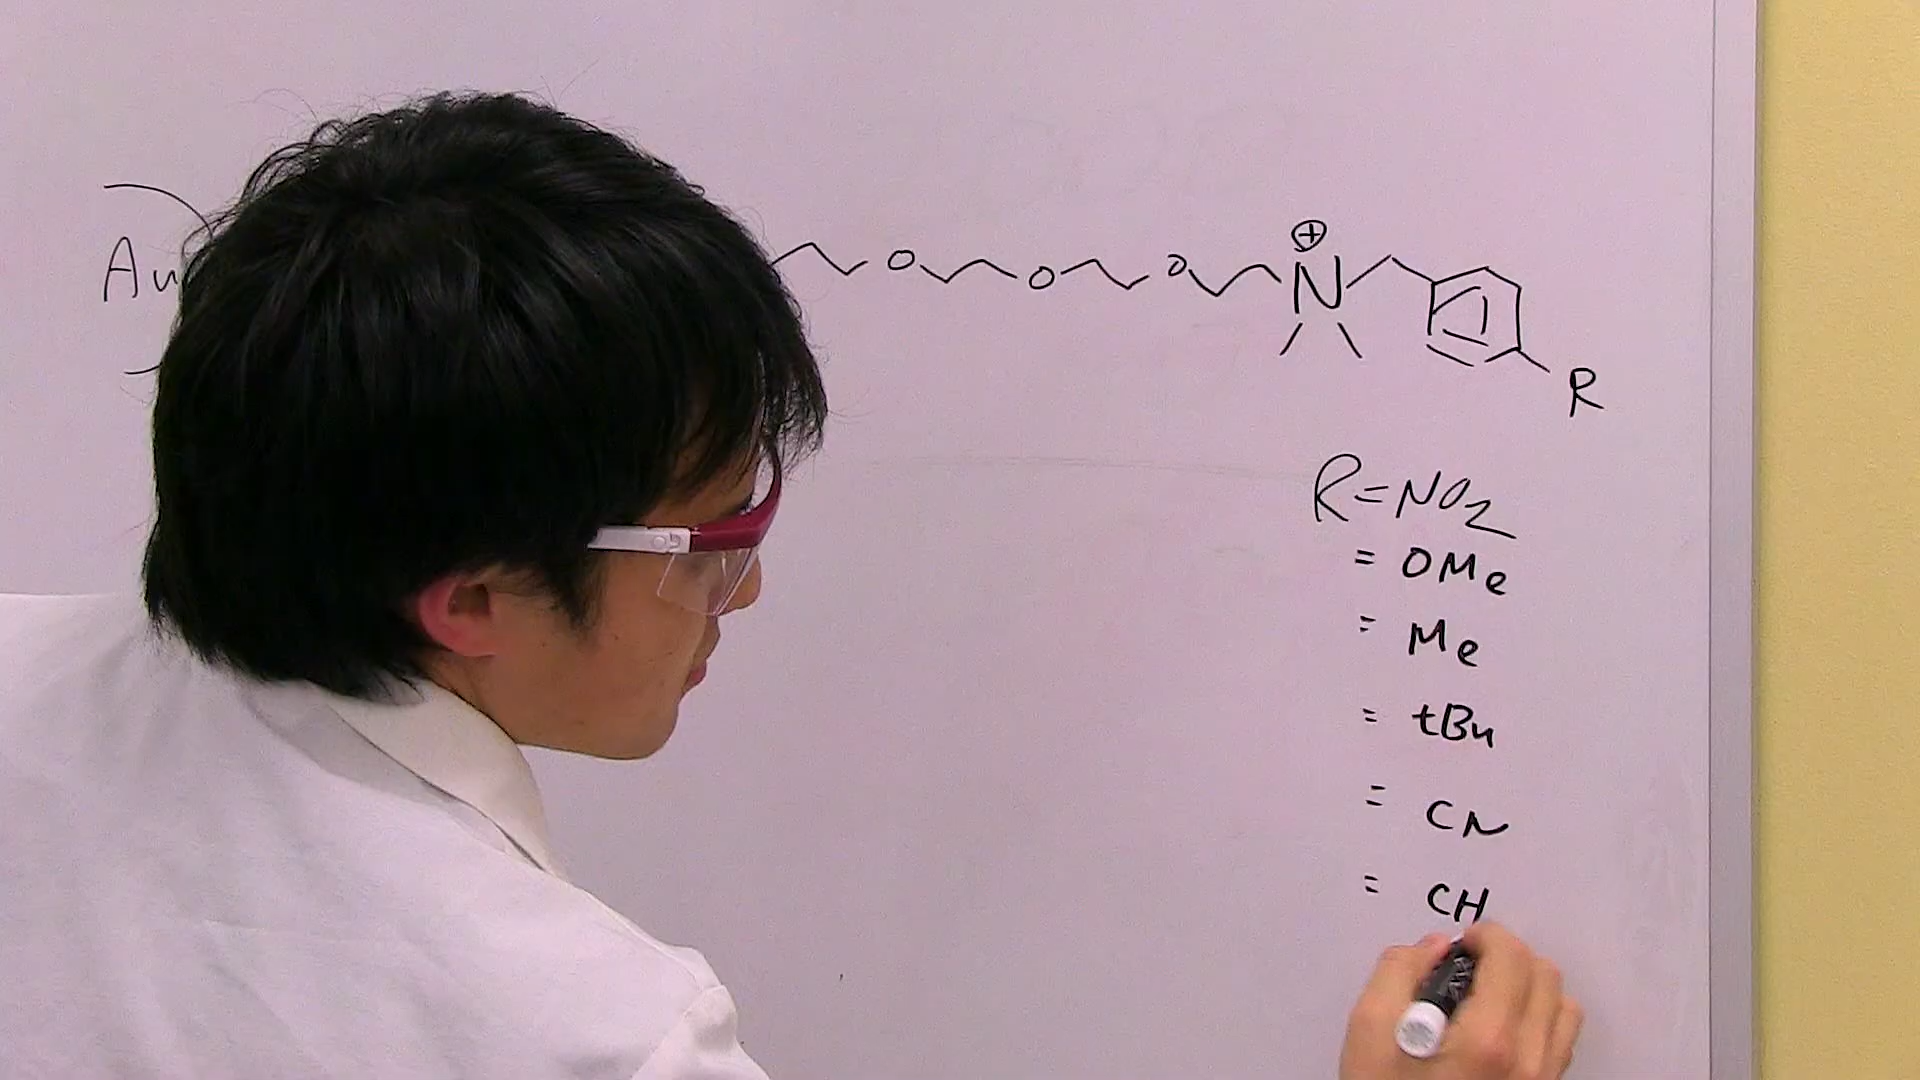 Au O O O N ⊕ R
R=NO2
= OMe
= Me
= tBu
= CN
= CH